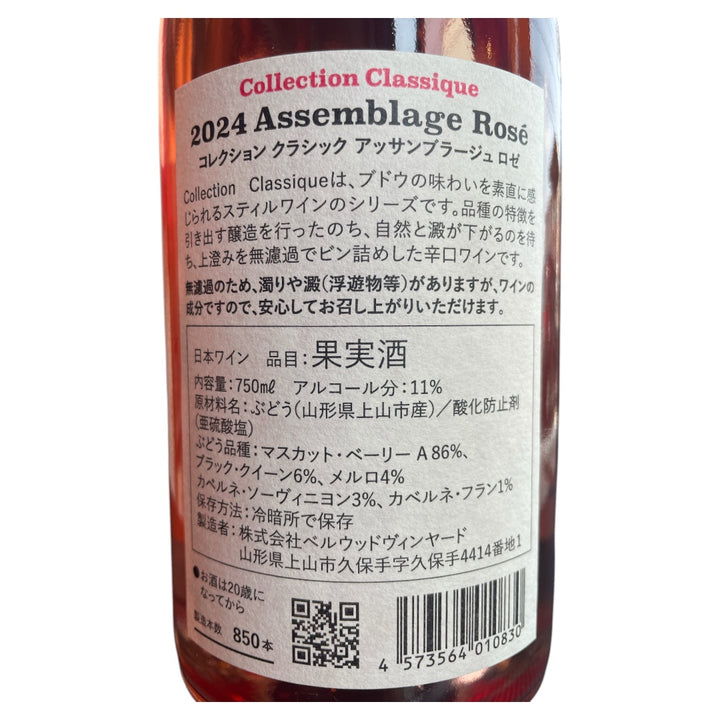 Collection Classique
2024 Assemblage Rosé
コレクション クラシック アッサンブラージュ ロゼ
Collection Classiqueは、ブドウの味わいを素直に感
じられるスティルワインのシリーズです。品種の特徴を
引き出す醸造を行ったのち、自然と澱が下がるのを待
ち、上澄みを無濾過でビン詰めした辛口ワインです。
無濾過のため、濁りや澱（浮遊物等）がありますが、ワインの
成分ですので、安心してお召し上がりいただけます。
日本ワイン 品目：果実酒
内容量：750mℓ アルコール分：11%
原材料名：ぶどう（山形県上山市産）／酸化防止剤
（亜硫酸塩）
ぶどう品種：マスカット・ベーリー A 86%、
ブラック・クイーン6%、メルロ4%
カベルネ・ソーヴィニヨン3%、カベルネ・フラン1%
保存方法：冷暗所で保存
製造者：株式会社ベルウッドヴィンヤード
山形県上山市久保手字久保手4414番地1
●お酒は20歳に
なってから
製造本数 850本
4 573564 010830